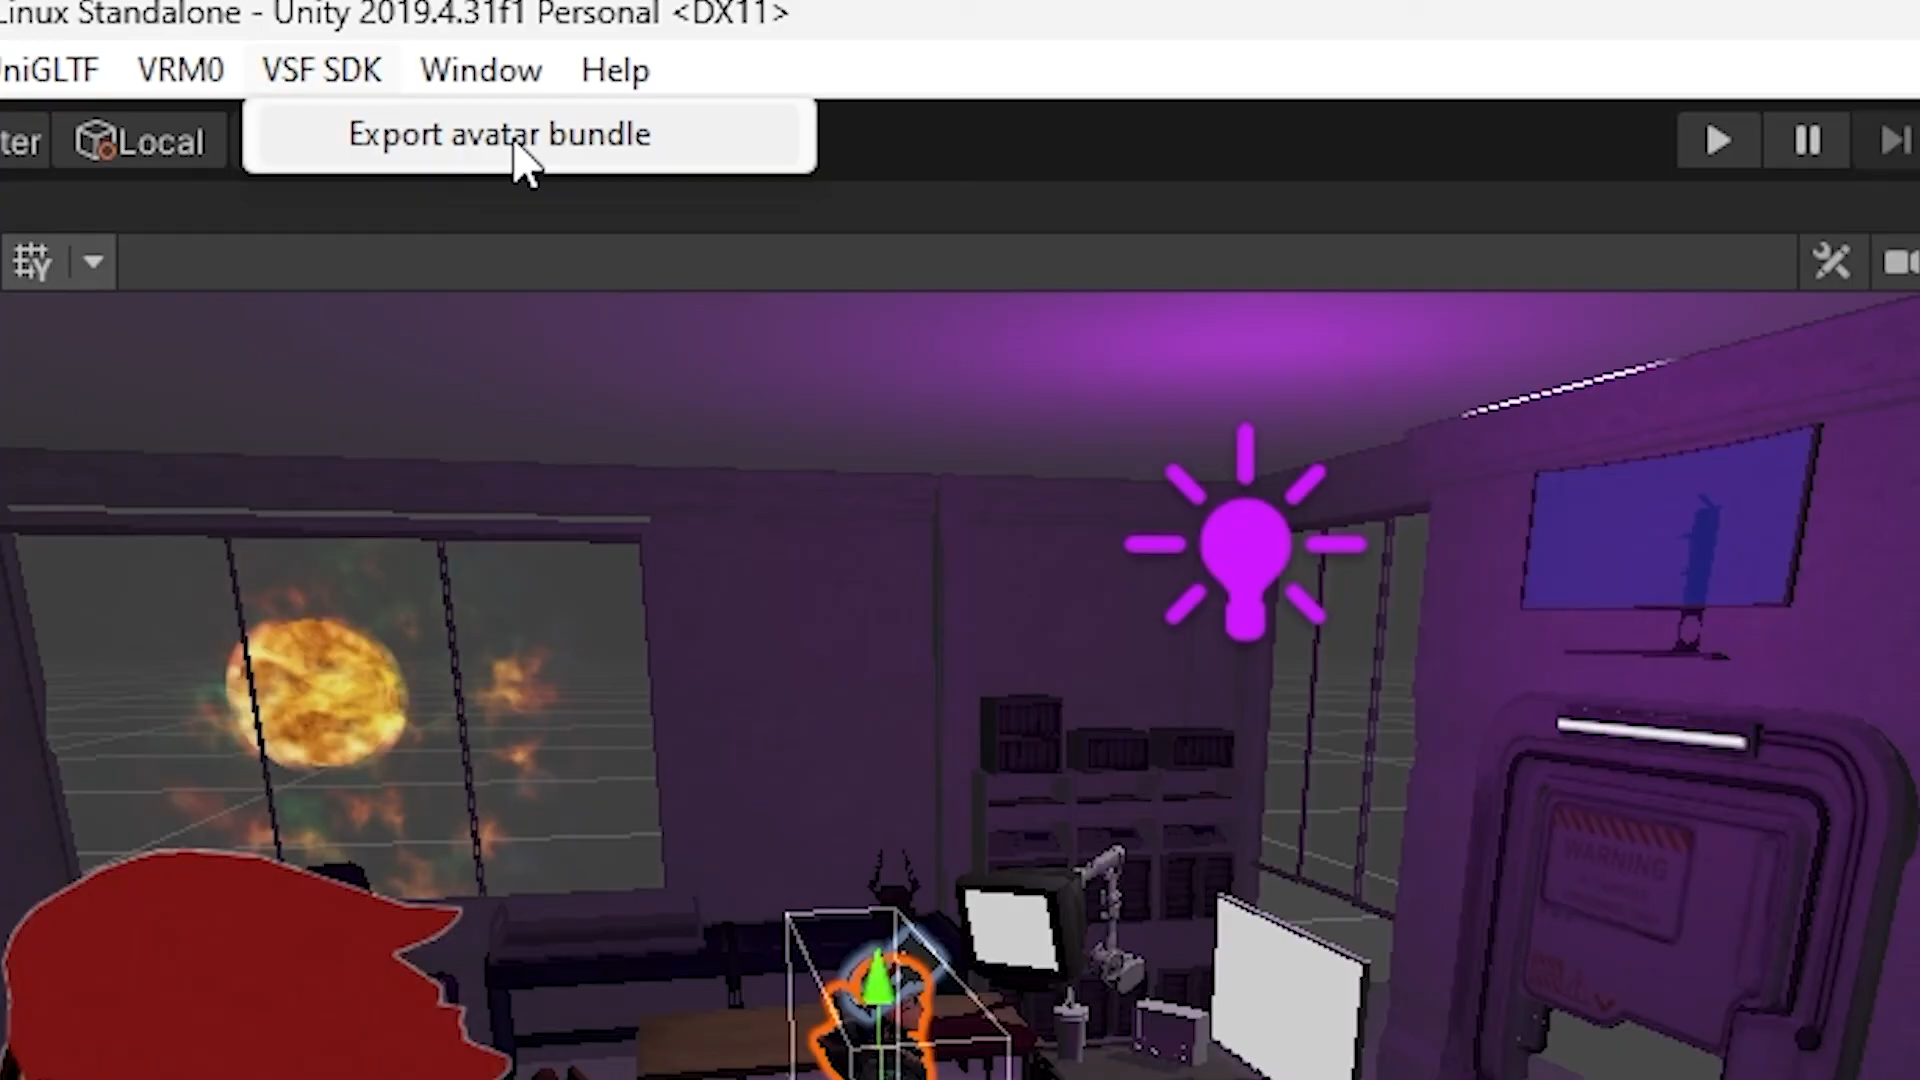 Linux Standalone - Unity 2019.4.31f1 Personal <DX11>
niGLTF VRM0 VSF SDK Window Help
Export avatar bundle
ter Local
Y
WARNING